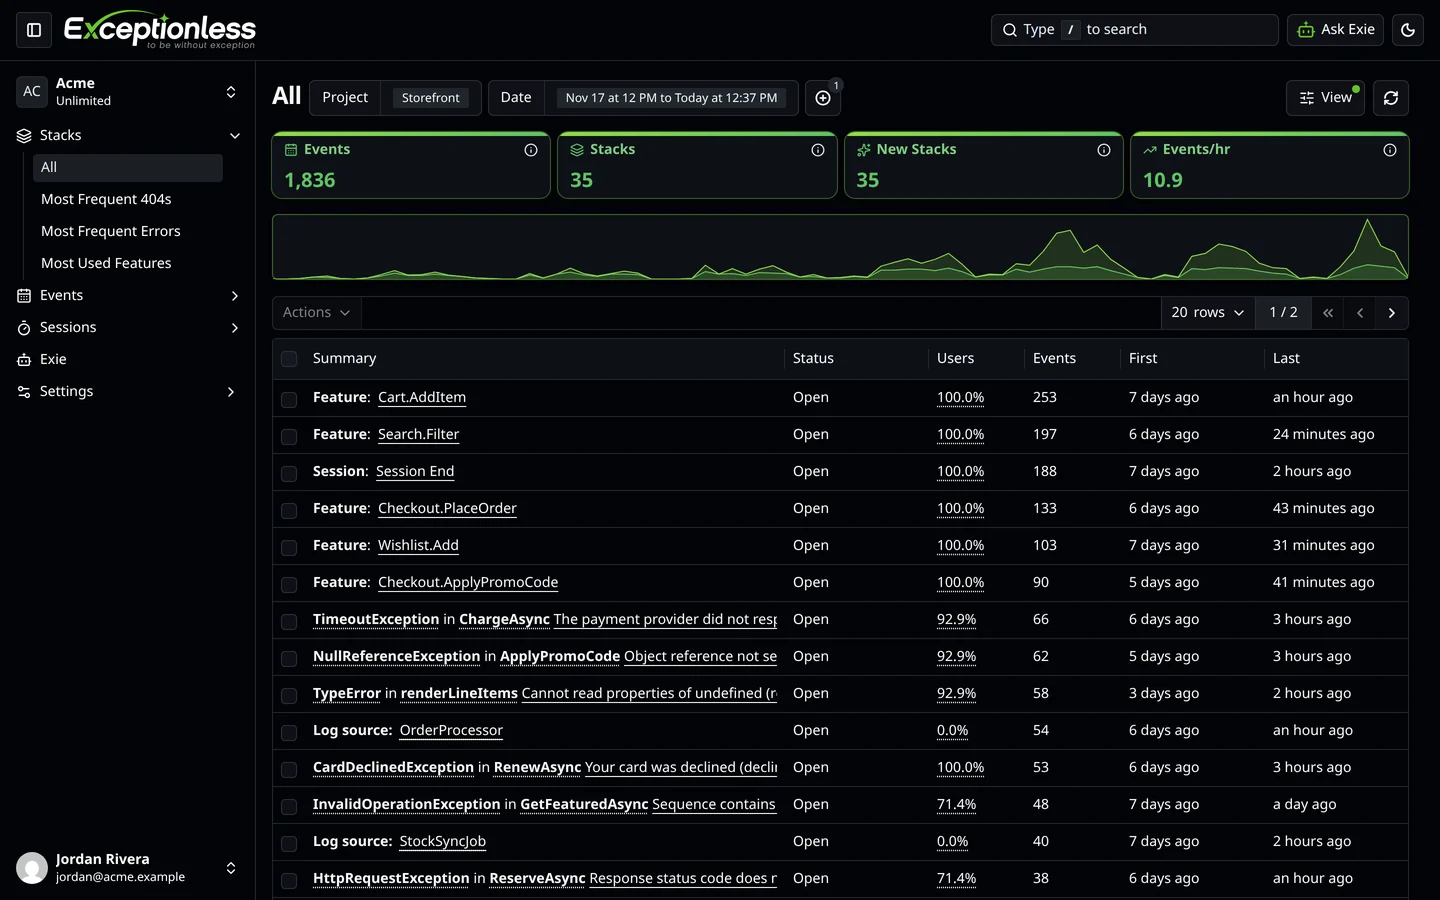 Exceptionless
to be without exception
Type / to search
Ask Exie
AC
Acme
Unlimited
Stacks
All
Most Frequent 404s
Most Frequent Errors
Most Used Features
Events
Sessions
Exie
Settings
Jordan Rivera
jordan@acme.example
All
Project Storefront
Date Nov 17 at 12 PM to Today at 12:37 PM
1
View
Events
1,836
Stacks
35
New Stacks
35
Events/hr
10.9
Actions
20 rows
1 / 2
Summary Status Users Events First Last
Feature: Cart.AddItem Open 100.0% 253 7 days ago an hour ago
Feature: Search.Filter Open 100.0% 197 6 days ago 24 minutes ago
Session: Session End Open 100.0% 188 7 days ago 2 hours ago
Feature: Checkout.PlaceOrder Open 100.0% 133 6 days ago 43 minutes ago
Feature: Wishlist.Add Open 100.0% 103 7 days ago 31 minutes ago
Feature: Checkout.ApplyPromoCode Open 100.0% 90 5 days ago 41 minutes ago
TimeoutException in ChargeAsync The payment provider did not resp Open 92.9% 66 6 days ago 3 hours ago
NullReferenceException in ApplyPromoCode Object reference not se Open 92.9% 62 5 days ago 3 hours ago
TypeError in renderLineItems Cannot read properties of undefined (r Open 92.9% 58 3 days ago 2 hours ago
Log source: OrderProcessor Open 0.0% 54 6 days ago an hour ago
CardDeclinedException in RenewAsync Your card was declined (declin Open 100.0% 53 6 days ago 3 hours ago
InvalidOperationException in GetFeaturedAsync Sequence contains Open 71.4% 48 7 days ago a day ago
Log source: StockSyncJob Open 0.0% 40 7 days ago 2 hours ago
HttpRequestException in ReserveAsync Response status code does n Open 71.4% 38 6 days ago an hour ago